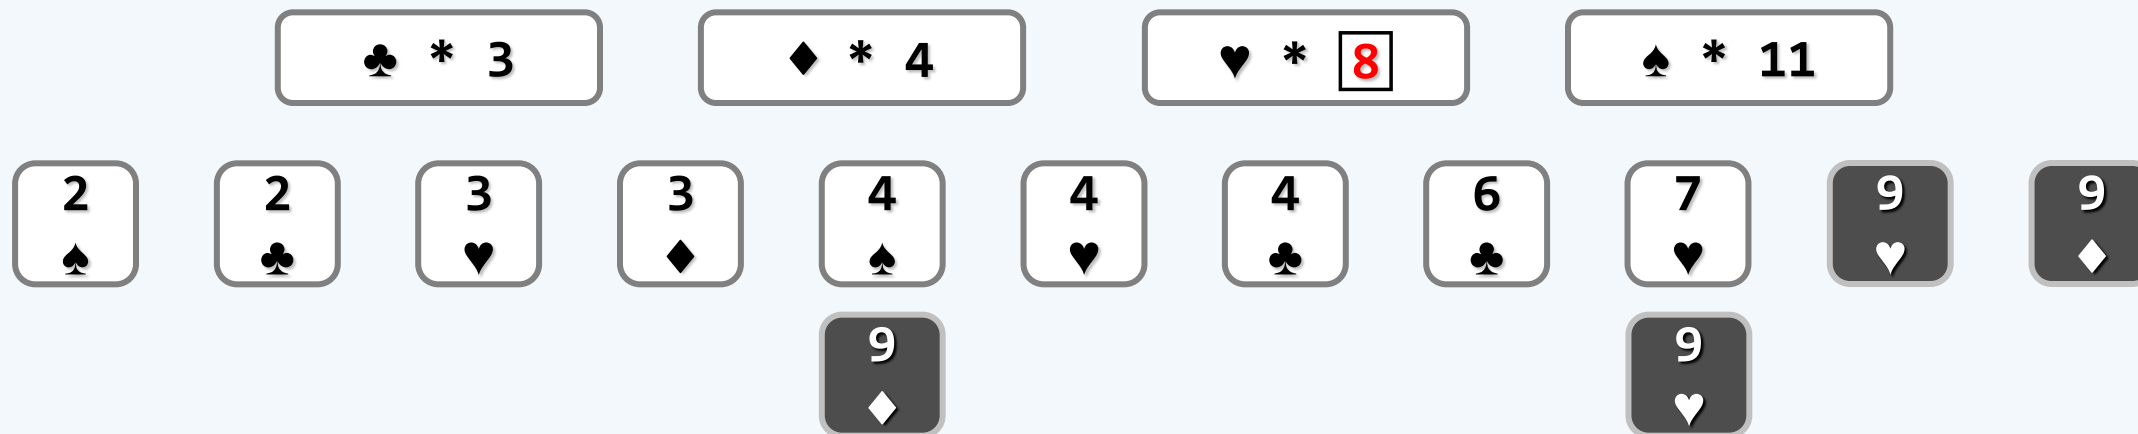 ♣ * 3 ♦ * 4 ♥ * 8 ♠ * 11
2 2 3 3 4 4 4 6 7 9 9
♠ ♣ ♥ ♦ ♠ ♥ ♣ ♣ ♥ ♥ ♦
9 9
♦ ♥